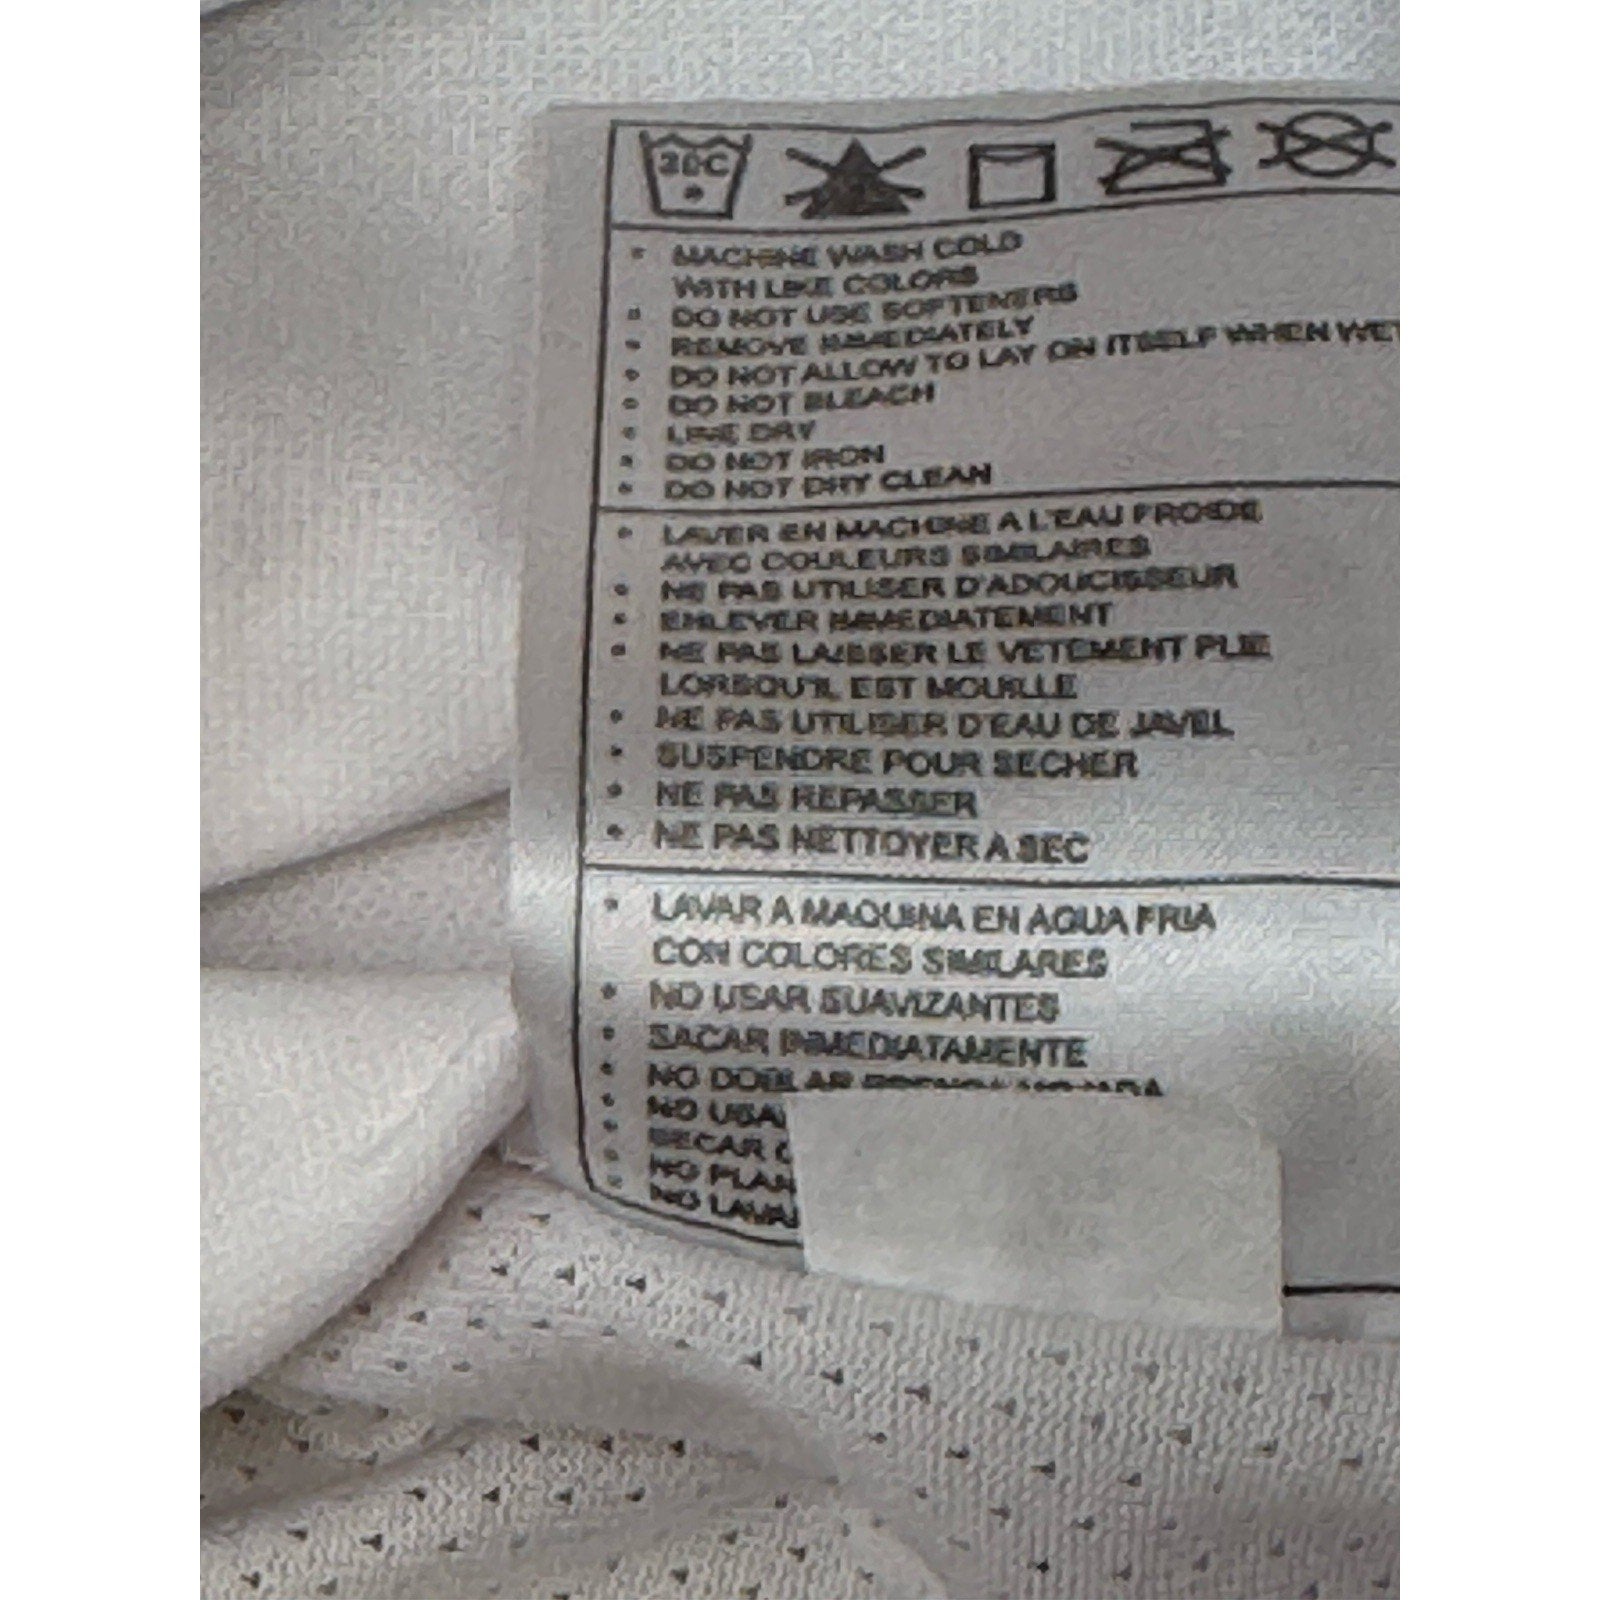 30C
• MACHINE WASH COLD
WITH LIKE COLORS
• DO NOT USE SOFTENERS
• REMOVE IMMEDIATELY
• DO NOT ALLOW TO LAY ON ITSELF WHEN WET
• DO NOT BLEACH
• LINE DRY
• DO NOT IRON
• DO NOT DRY CLEAN
• LAVER EN MACHINE A L'EAU FROIDE
AVEC COULEURS SIMILAIRES
• NE PAS UTILISER D'ADOUCISSEUR
• ENLEVER IMMEDIATEMENT
• NE PAS LAISSER LE VETEMENT PLIE
LORSQU'IL EST MOUILLE
• NE PAS UTILISER D'EAU DE JAVEL
• SUSPENDRE POUR SECHER
• NE PAS REPASSER
• NE PAS NETTOYER A SEC
• LAVAR A MAQUINA EN AGUA FRIA
CON COLORES SIMILARES
• NO USAR SUAVIZANTES
• SACAR INMEDIATAMENTE
• NO DOBLAR
• NO USA
• SECAR C
• NO PLAN
• NO LAVA